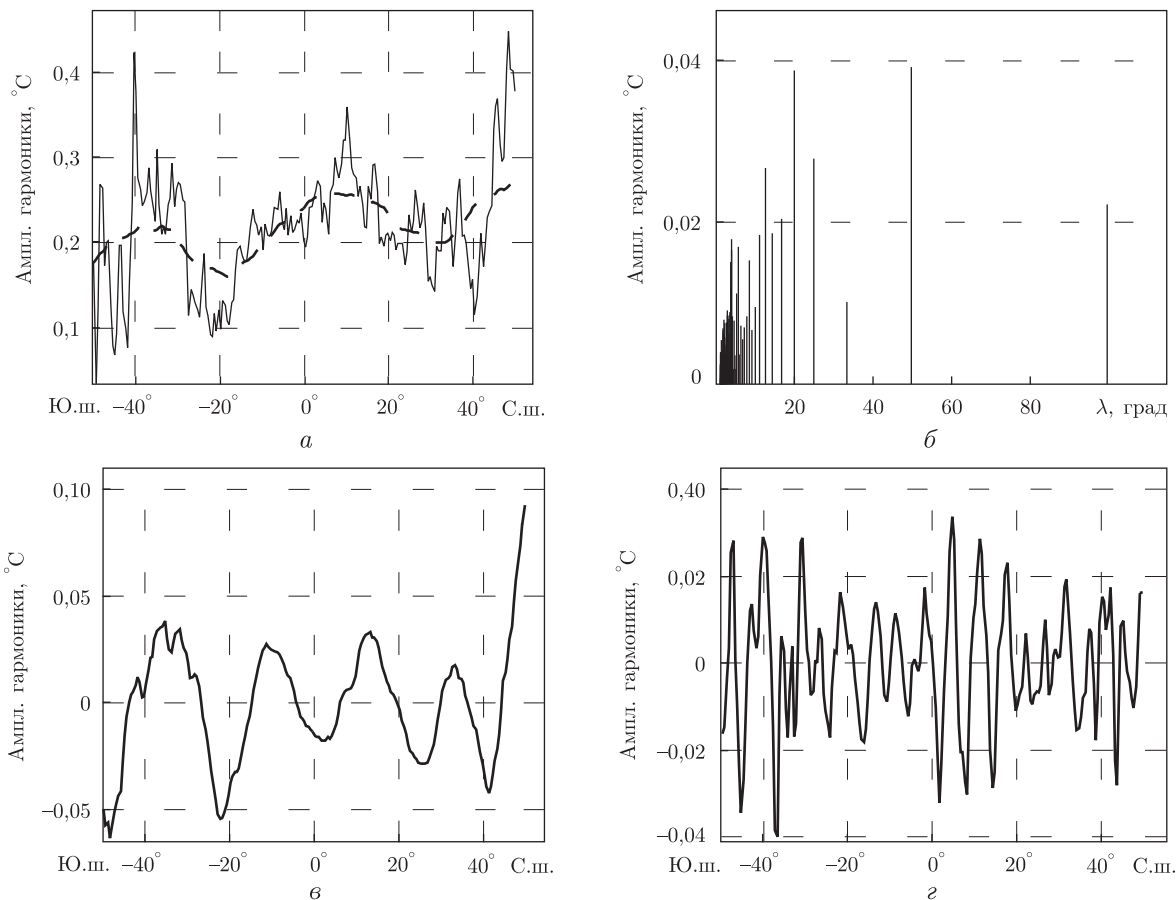 Ампл. гармоники, °C
0,4
0,3
0,2
0,1
Ю.ш. –40° –20° 0° 20° 40° С.ш.
а
Ампл. гармоники, °C
0,04
0,02
0
20 40 60 80 λ, град
б
Ампл. гармоники, °C
0,10
0,05
0
–0,05
Ю.ш. –40° –20° 0° 20° 40° С.ш.
в
Ампл. гармоники, °C
0,40
0,02
0
–0,02
–0,04
Ю.ш. –40° –20° 0° 20° 40° С.ш.
г